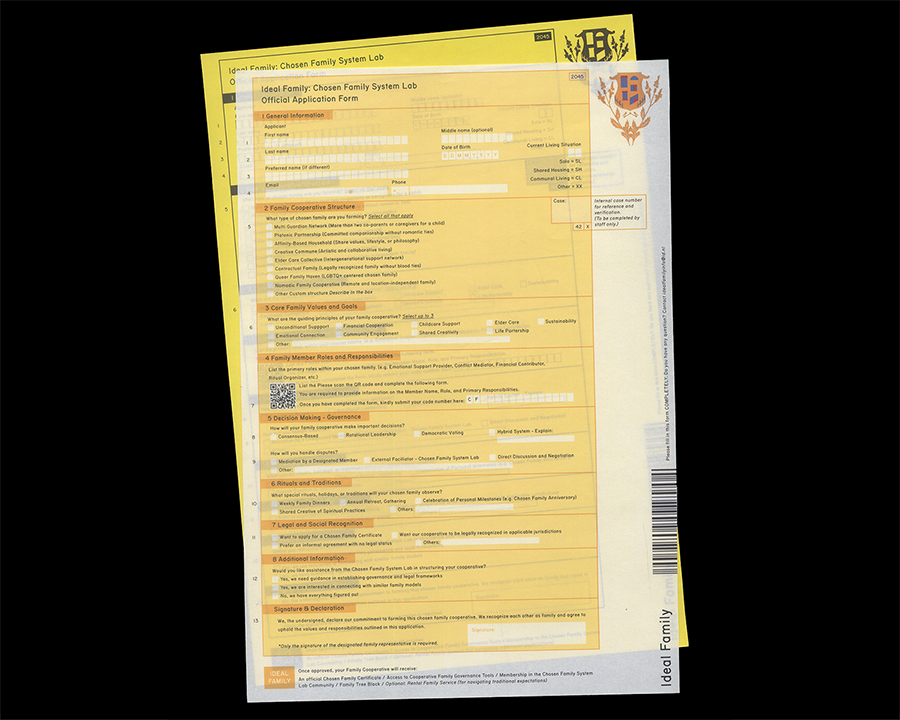 2045
Ideal Family: Chosen Family System Lab
2045
Ideal Family: Chosen Family System Lab
Official Application Form
1 General Information
Applicant
First name
Middle name (optional)
1
Last name
Date of Birth
Current Living Situation
2
Preferred name (if different)
Solo = SL
Shared Housing = SH
3
Communal Living = CL
Email
Phone
Other = XX
4
2 Family Cooperative Structure
Case:
Internal case number
for reference and
verification.
(To be completed by
staff only.)
42 X
What type of chosen family are you forming? Select all that apply
5
Multi Guardian Network (More than two co-parents or caregivers for a child)
Platonic Partnership (Committed companionship without romantic ties)
Affinity-Based Household (Share values, lifestyle, or philosophy)
Creative Commune (Artistic and collaborative living)
Elder Care Collective (Intergenerational support network)
Contractual Family (Legally recognized family without blood ties)
Queer Family Haven (LGBTQ+ centered chosen family)
Nomadic Family Cooperative (Remote and location-independent family)
Other Custom structure Describe in the box
3 Core Family Values and Goals
What are the guiding principles of your family cooperative? Select up to 3
6
Unconditional Support
Financial Cooperation
Childcare Support
Elder Care
Sustainability
Emotional Connection
Community Engagement
Shared Creativity
Life Partership
Other:
4 Family Member Roles and Responsibilities
List the primary roles within your chosen family. (e.g. Emotional Support Provider, Conflict Mediator, Financial Contributor,
Ritual Organizer, etc.)
List the Please scan the QR code and complete the following form.
You are required to provide information on the Member Name, Role, and Primary Responsibilities.
7
Once you have completed the form, kindly submit your code number here:
C F
5 Decision Making - Governance
How will your family cooperative make important decisions?
8
Consensus-Based
Rotational Leadership
Democratic Voting
Hybrid System - Explain:
How will you handle disputes?
9
Mediation by a Designated Member
External Facilitator - Chosen Family System Lab
Direct Discussion and Negotiation
Other:
6 Rituals and Traditions
What special rituals, holidays, or traditions will your chosen family observe?
10
Weekly Family Dinners
Annual Retreat, Gathering
Celebration of Personal Milestones (e.g. Chosen Family Anniversary)
Shared Creative of Spiritual Practices
Others:
7 Legal and Social Recognition
11
Want to apply for a Chosen Family Certificate
Want our cooperative to be legally recognized in applicable jurisdictions
Prefer an informal agreement with no legal status
Others:
8 Additional Information
Would you like assistance from the Chosen Family System Lab in structuring your cooperative?
12
Yes, we need guidance in establishing governance and legal frameworks
Yes, we are interested in connecting with similar family models
No, we have everything figured out
Signature & Declaration
13
We, the undersigned, declare our commitment to forming this chosen family cooperative. We recognize each other as family and agree to
uphold the values and responsibilities outlined in this application.
Signature:
*Only the signature of the designated family representative is required.
IDEAL
FAMILY
Once approved, your Family Cooperative will receive:
An official Chosen Family Certificate / Access to Cooperative Family Governance Tools / Membership in the Chosen Family System
Lab Community / Family Tree Block / Optional: Rental Family Service (for navigating traditional expectations)
Please fill in this form COMPLETELY. Do you have any question? Contact
Ideal Family